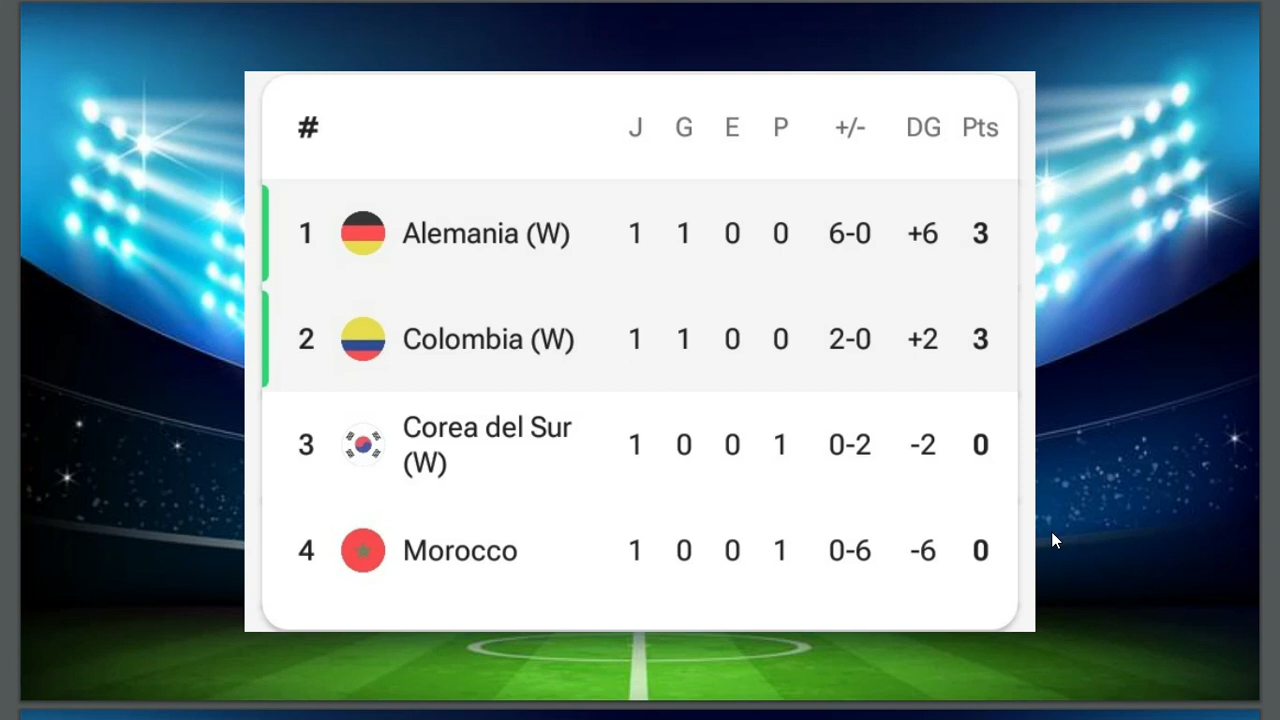 # J G E P +/- DG Pts
1 Alemania (W) 1 1 0 0 6-0 +6 3
2 Colombia (W) 1 1 0 0 2-0 +2 3
3 Corea del Sur (W) 1 0 0 1 0-2 -2 0
4 Morocco 1 0 0 1 0-6 -6 0